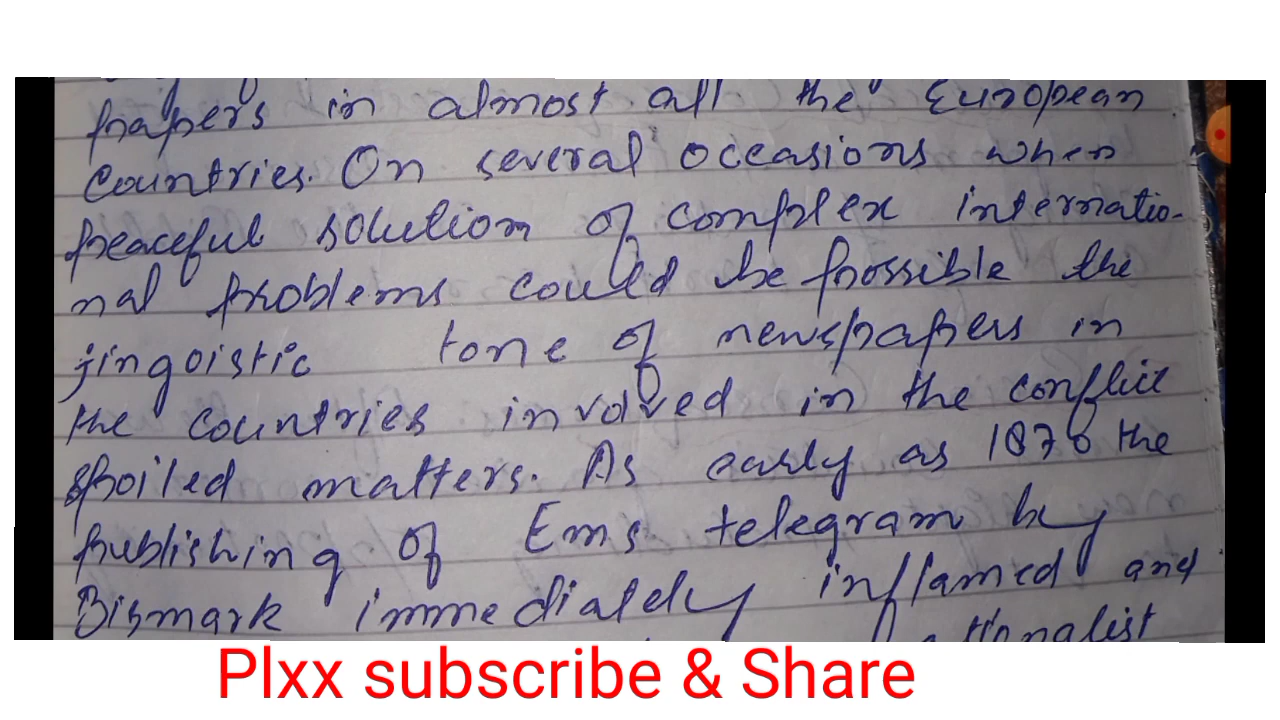 papers in almost all the European
Countries. On several occasions when
peaceful solution of complex internatio-
nal problems could be possible the
jingoistic tone of newspapers in
the countries involved in the conflict
spoiled matters. As early as 1870 the
publishing of Ems telegram by
Bismark immediately inflamed and
Plxx subscribe & Share